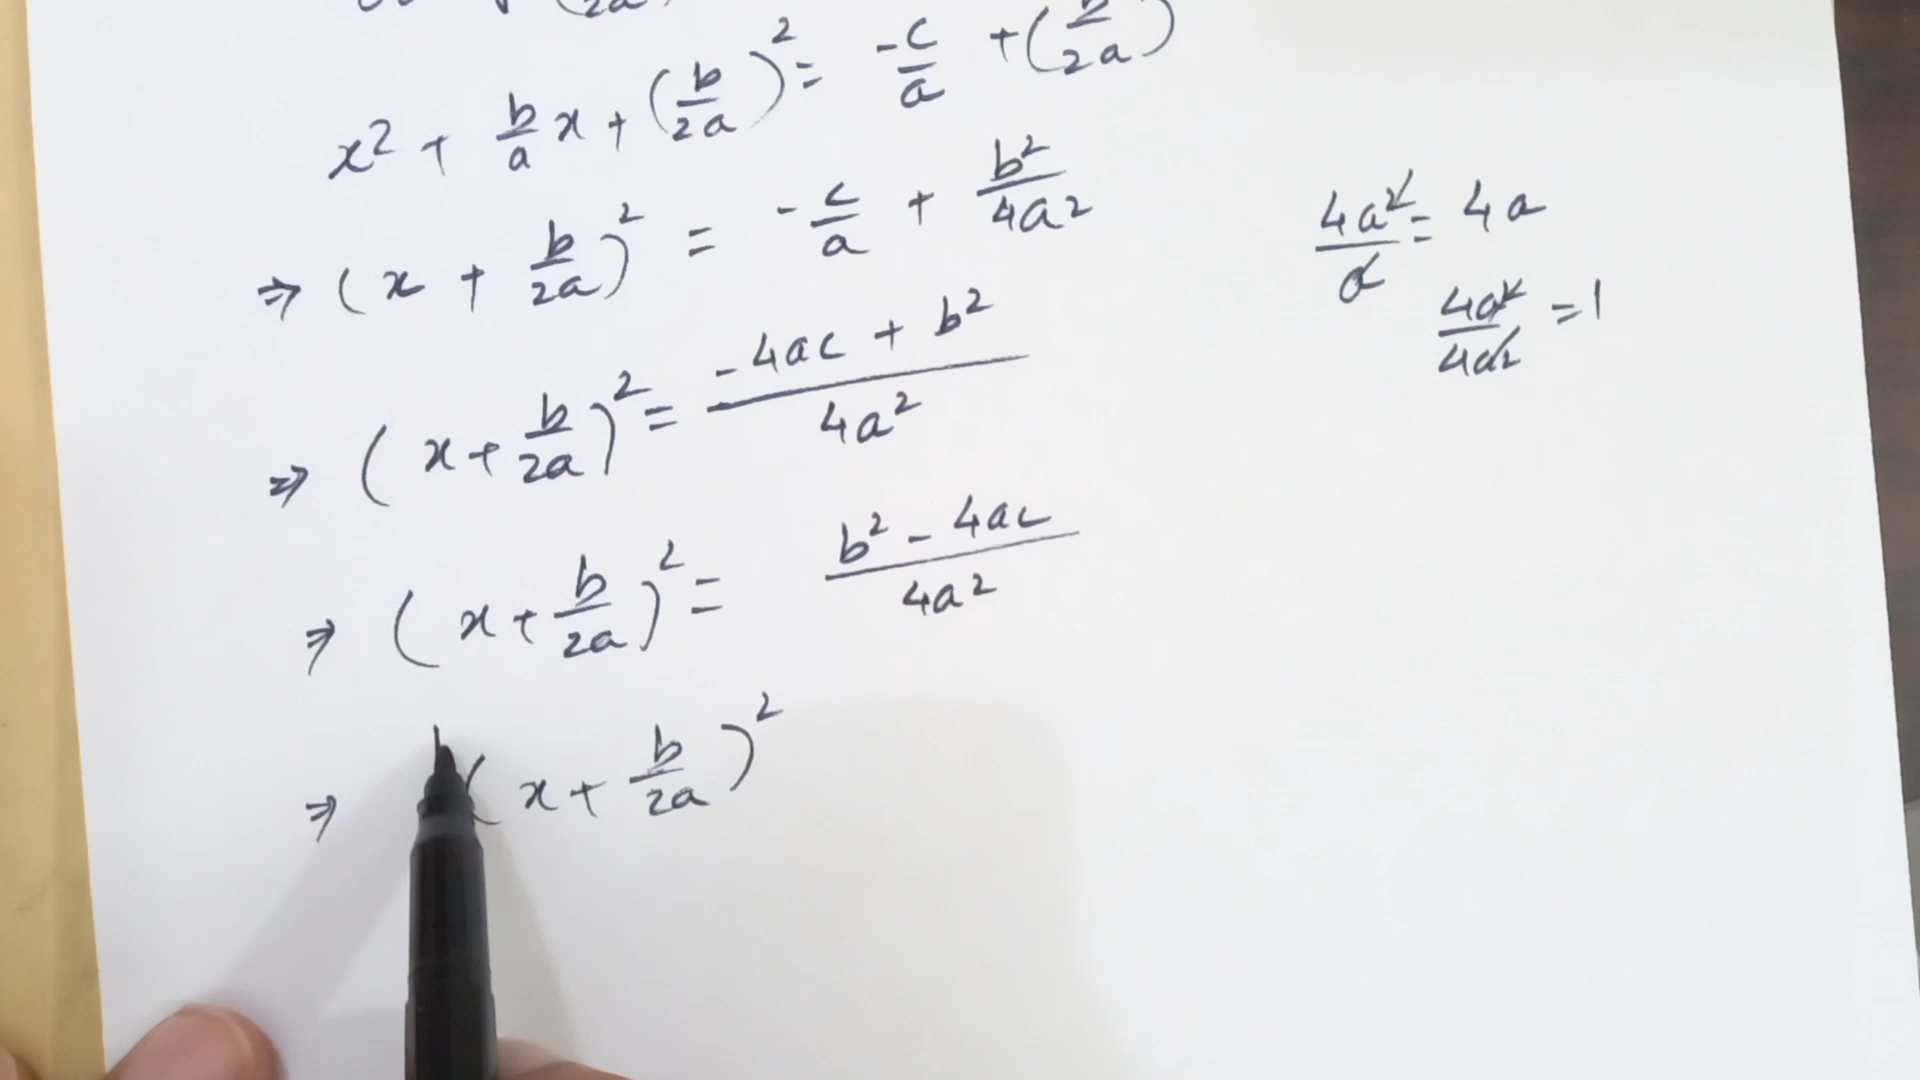 x² + b/a x + (b/2a)² = -c/a + (b/2a)
⇒ (x + b/2a)² = - c/a + b²/4a²
⇒ (x + b/2a)² = (-4ac + b²)/4a²
⇒ (x + b/2a)² = (b² - 4ac)/4a²
⇒ (x + b/2a)²
4a²/a = 4a
4a²/4a² = 1